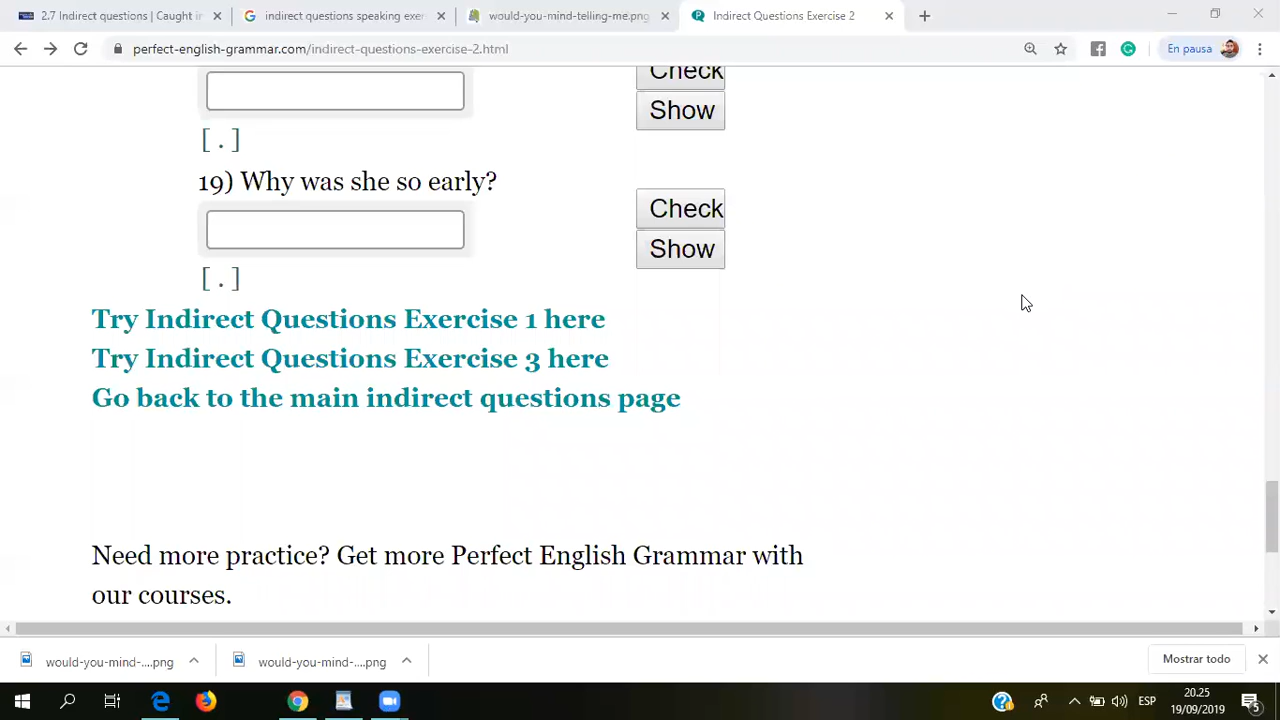 2.7 Indirect questions | Caught in
indirect questions speaking exer
would-you-mind-telling-me.png
Indirect Questions Exercise 2
perfect-english-grammar.com/indirect-questions-exercise-2.html
En pausa
Check
Show
[ . ]
19) Why was she so early?
Check
Show
[ . ]
Try Indirect Questions Exercise 1 here
Try Indirect Questions Exercise 3 here
Go back to the main indirect questions page
Need more practice? Get more Perfect English Grammar with
our courses.
would-you-mind-....png
would-you-mind-....png
Mostrar todo
ESP
20.25
19/09/2019
5